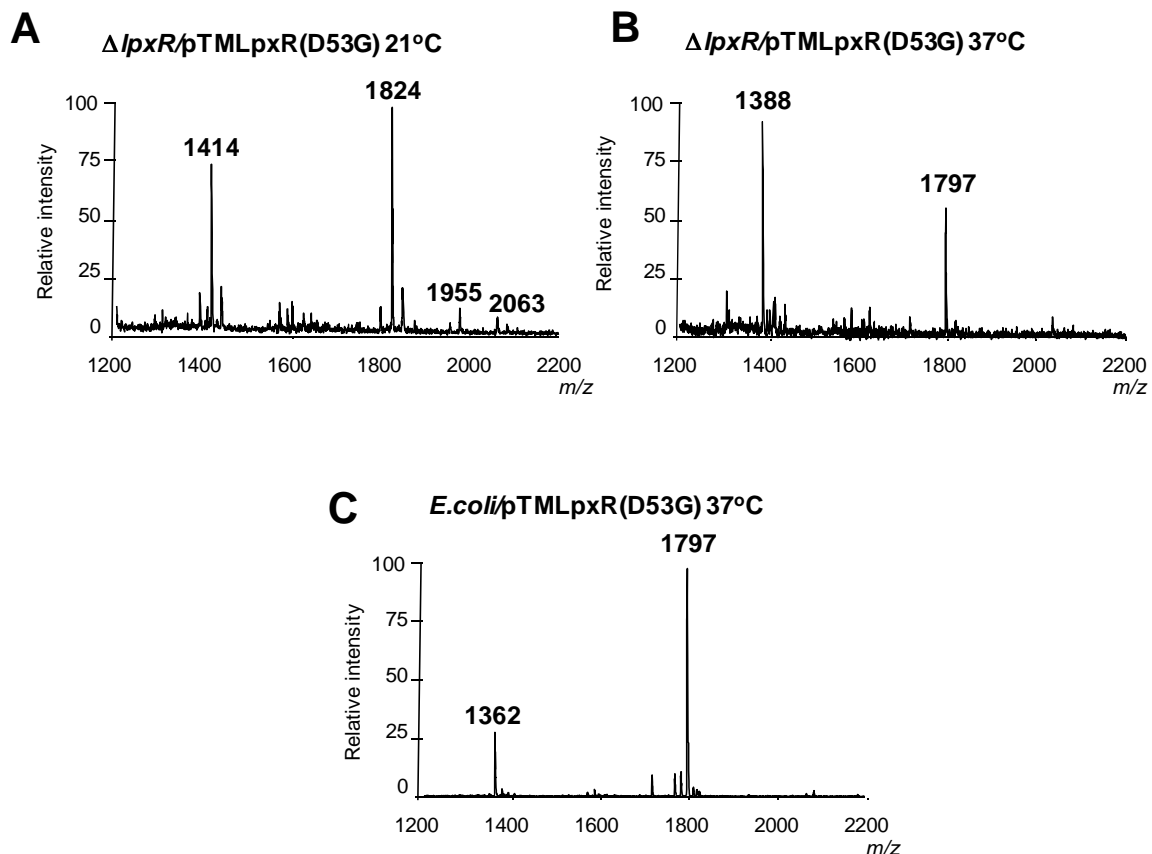 A
Δ lpxR/pTMLpxR(D53G) 21°C
Relative intensity
100
75
50
25
0
1414
1824
1955
2063
1200 1400 1600 1800 2000 2200
m/z
B
Δ lpxR/pTMLpxR(D53G) 37°C
Relative intensity
100
75
50
25
0
1388
1797
1200 1400 1600 1800 2000 2200
m/z
C
E.coli/pTMLpxR(D53G) 37°C
Relative intensity
100
75
50
25
0
1362
1797
1200 1400 1600 1800 2000 2200
m/z